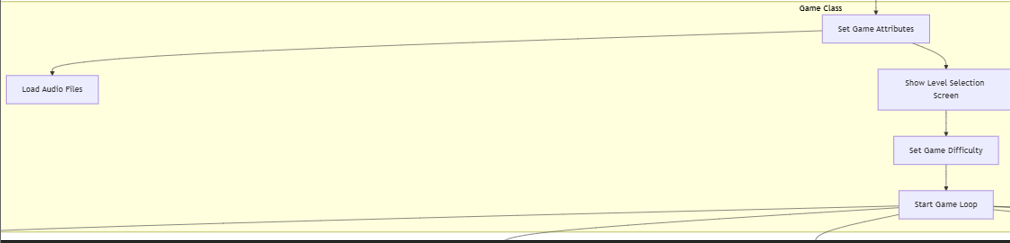 Game Class
Set Game Attributes
Load Audio Files
Show Level Selection
Screen
Set Game Difficulty
Start Game Loop